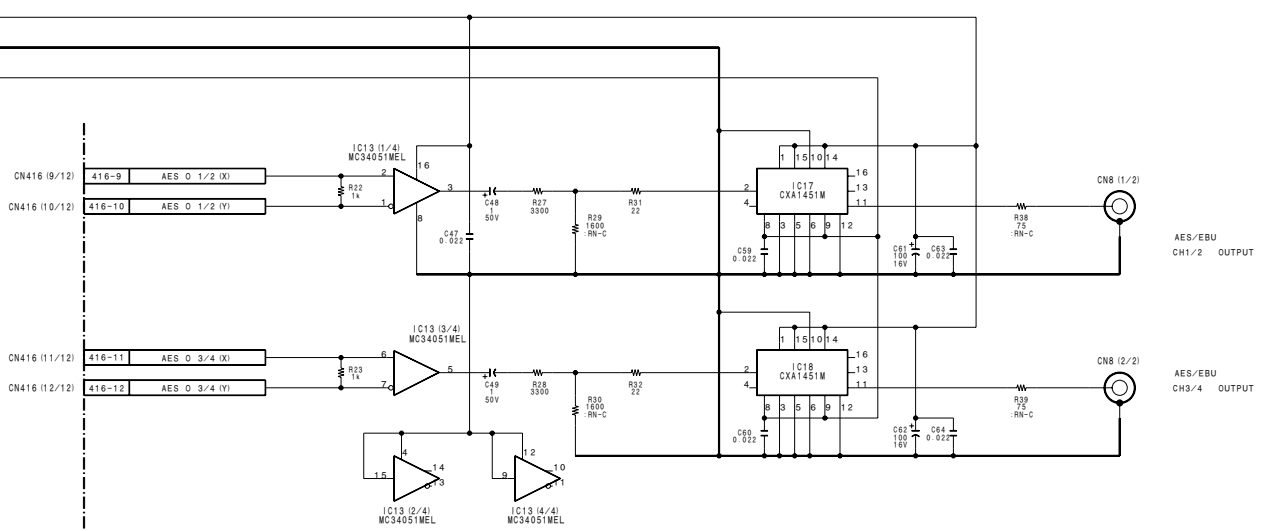 IC13 (1/4)
MC34051MEL
16
CN416 (9/12)
416-9
AES O 1/2 (X)
2
R22
1k
3
C48
1
50V
R27
3300
R31
22
R29
1600
:RN-C
CN416 (10/12)
416-10
AES O 1/2 (Y)
1
8
C47
0.022
1
15
10
14
2
4
IC17
CXA1451M
16
13
11
8
3
5
6
9
12
C59
0.022
C61
100
16V
C63
0.022
R38
75
:RN-C
CN8 (1/2)
AES/EBU
CH1/2 OUTPUT
IC13 (3/4)
MC34051MEL
CN416 (11/12)
416-11
AES O 3/4 (X)
6
R23
1k
5
C49
1
50V
R28
3300
R32
22
R30
1600
:RN-C
CN416 (12/12)
416-12
AES O 3/4 (Y)
7
1
15
10
14
2
4
IC18
CXA1451M
16
13
11
8
3
5
6
9
12
C60
0.022
C62
100
16V
C64
0.022
R39
75
:RN-C
CN8 (2/2)
AES/EBU
CH3/4 OUTPUT
4
15
14
13
IC13 (2/4)
MC34051MEL
12
9
10
11
IC13 (4/4)
MC34051MEL